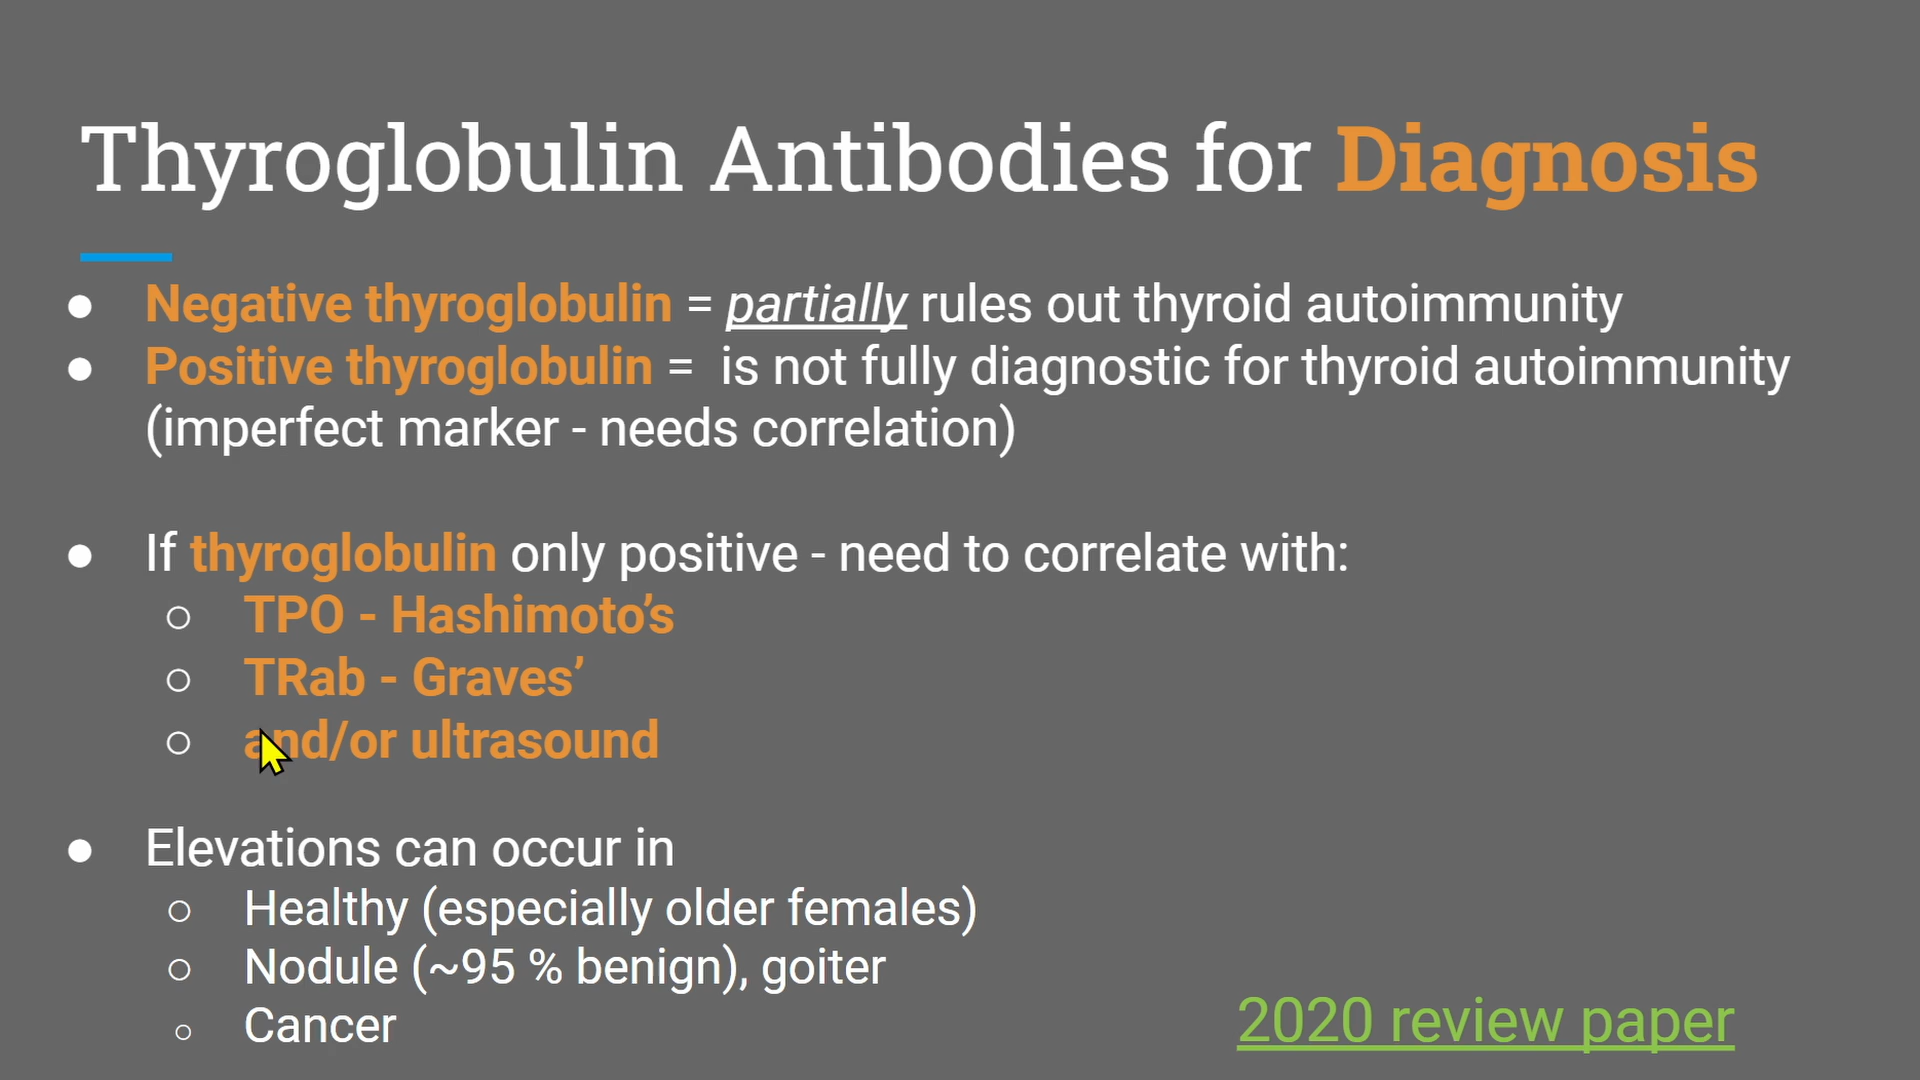 Thyroglobulin Antibodies for Diagnosis
● Negative thyroglobulin = partially rules out thyroid autoimmunity
● Positive thyroglobulin = is not fully diagnostic for thyroid autoimmunity
(imperfect marker - needs correlation)
● If thyroglobulin only positive - need to correlate with:
○ TPO - Hashimoto’s
○ TRab - Graves’
○ and/or ultrasound
● Elevations can occur in
○ Healthy (especially older females)
○ Nodule (~95 % benign), goiter
○ Cancer
2020 review paper